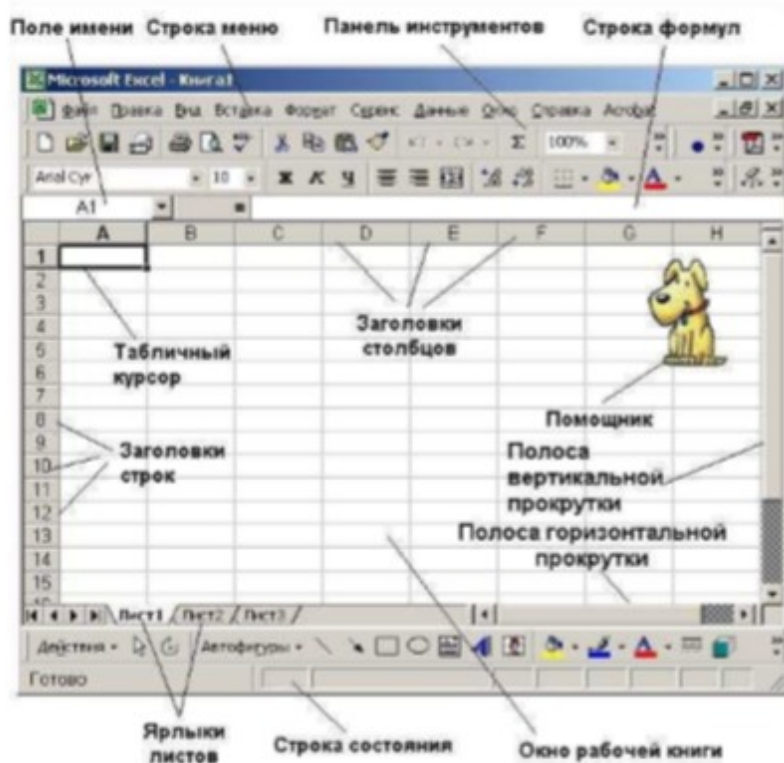 Поле имени Строка меню Панель инструментов Строка формул
Microsoft Excel - Книга1
Файл Правка Вид Вставка Формат Сервис Данные Окно Справка Acrobat
Σ 100%
Arial Cyr 10 Ж К Ч А
A1 =
A B C D E F G H
1
2
3
4
5
6
7
8
9
10
11
12
13
14
15
Заголовки
столбцов
Табличный
курсор
Помощник
Заголовки
строк
Полоса
вертикальной
прокрутки
Полоса горизонтальной
прокрутки
Лист1 Лист2 Лист3
Действия Автофигуры А
Готово
Ярлыки
листов
Строка состояния
Окно рабочей книги